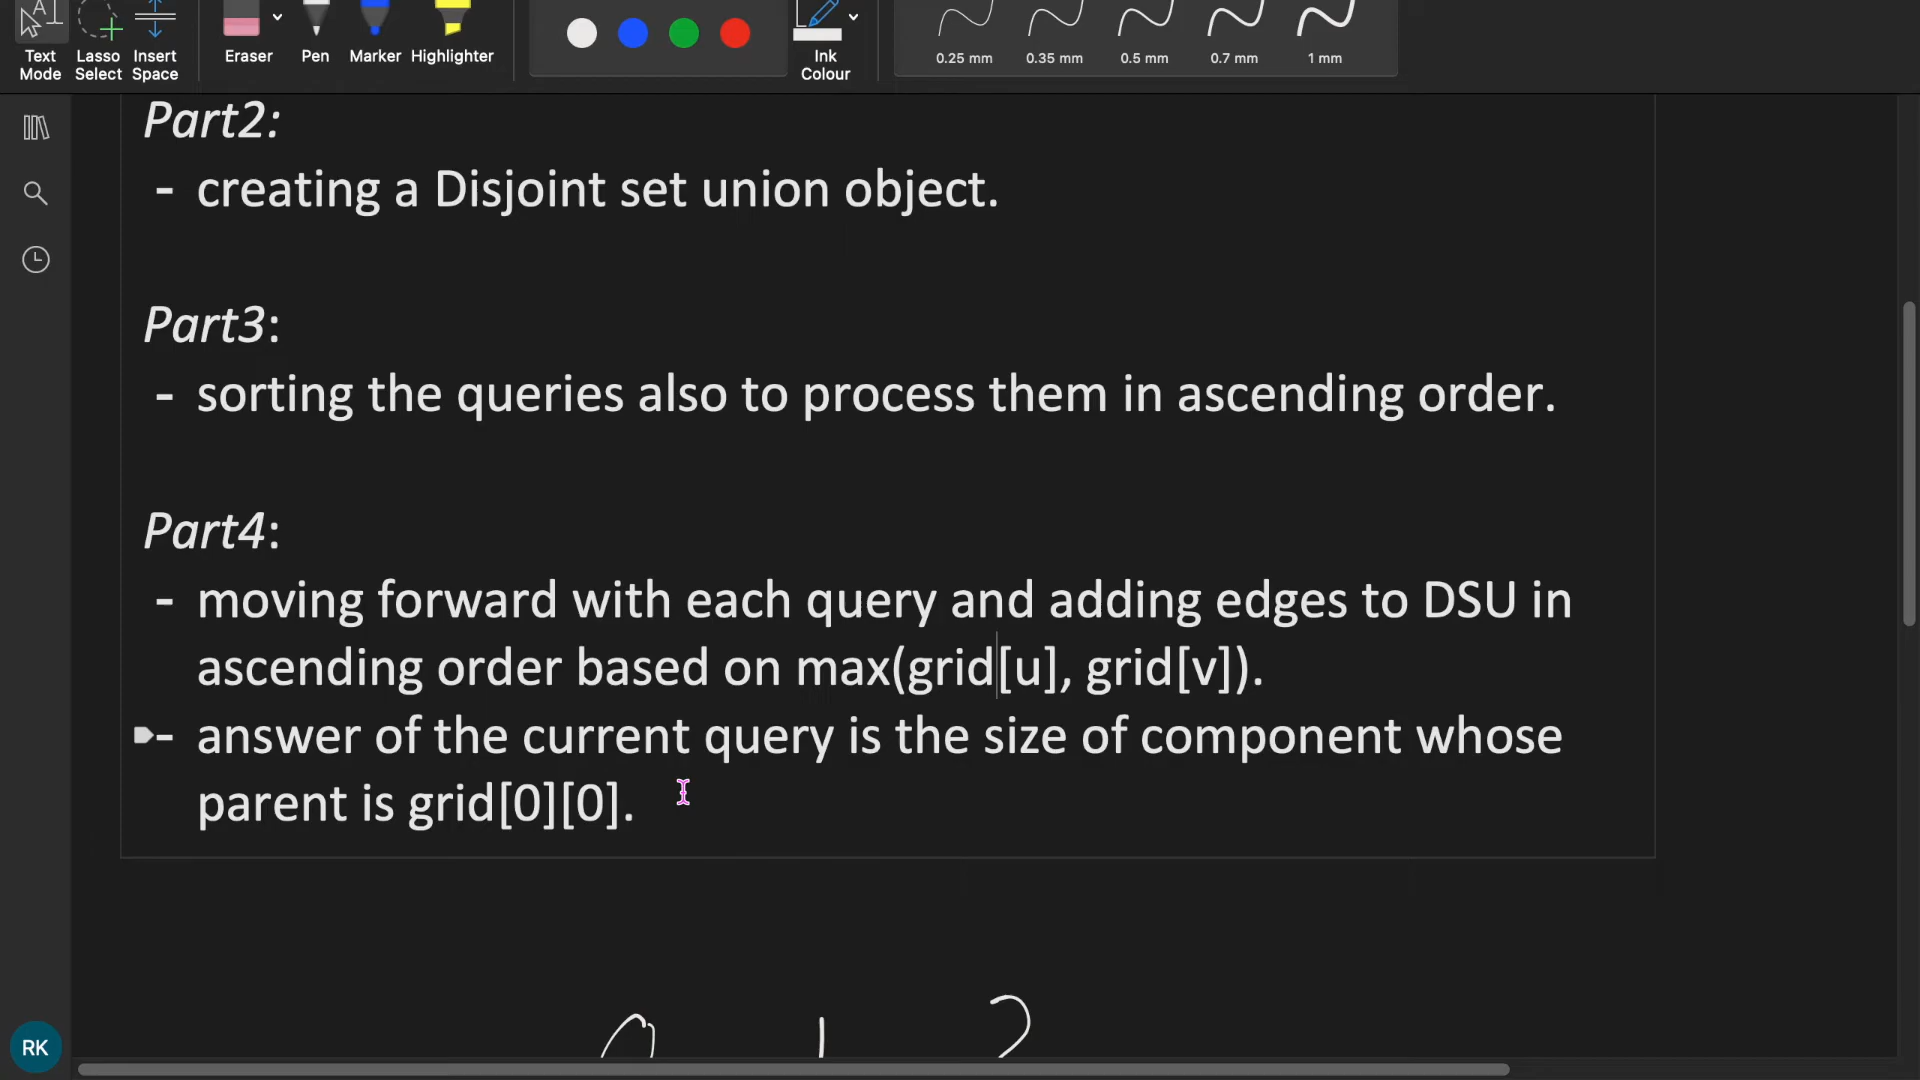 Text Mode
Lasso Select
Insert Space
Eraser
Pen
Marker
Highlighter
Ink Colour
0.25 mm
0.35 mm
0.5 mm
0.7 mm
1 mm
Part2:
- creating a Disjoint set union object.
Part3:
- sorting the queries also to process them in ascending order.
Part4:
- moving forward with each query and adding edges to DSU in
ascending order based on max(grid[u], grid[v]).
- answer of the current query is the size of component whose
parent is grid[0][0].
RK